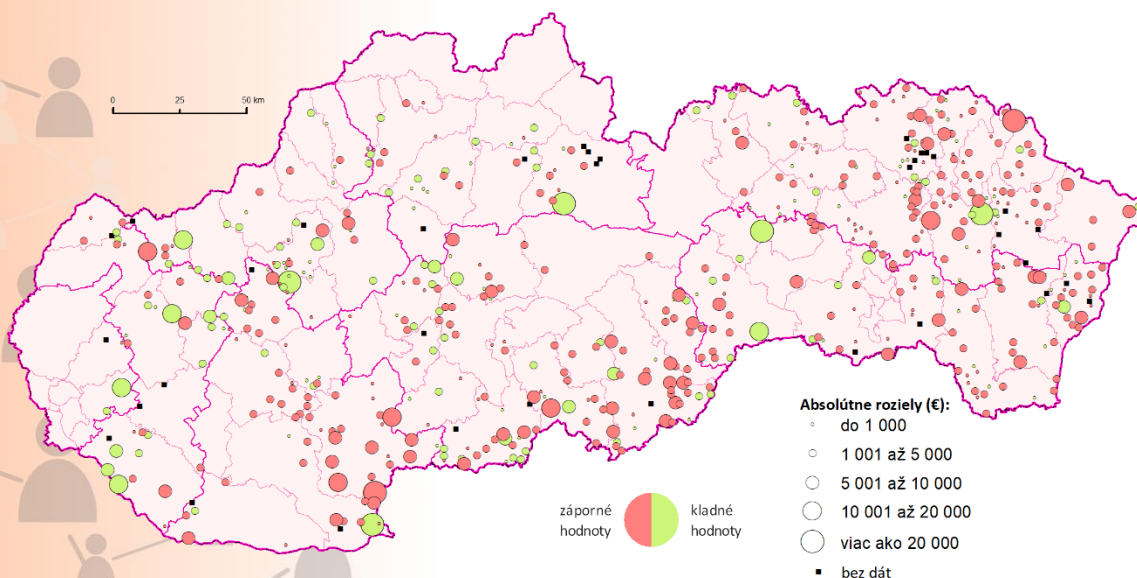 0 25 50 km
Absolútne roziely (€):
do 1 000
1 001 až 5 000
5 001 až 10 000
10 001 až 20 000
viac ako 20 000
bez dát
záporné hodnoty
kladné hodnoty